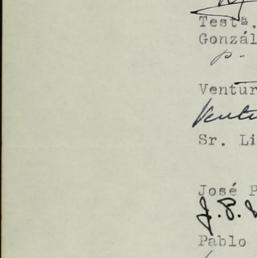 Testª.
Gonzál
p.
Ventur
Sr. Li
José P
J.P.S
Pablo